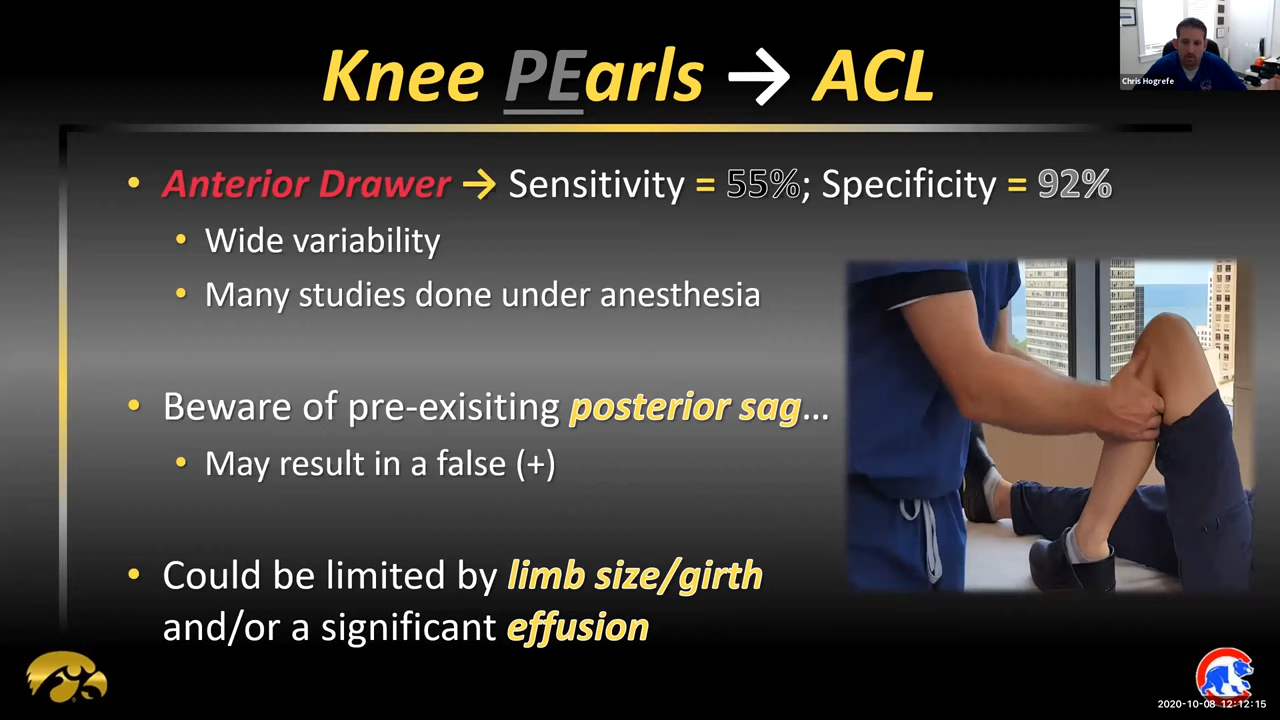 Knee PEarls → ACL
Chris Hogrefe
• Anterior Drawer → Sensitivity = 55%; Specificity = 92%
• Wide variability
• Many studies done under anesthesia
• Beware of pre-exisiting posterior sag...
• May result in a false (+)
• Could be limited by limb size/girth
and/or a significant effusion
2020-10-08 12:12:15